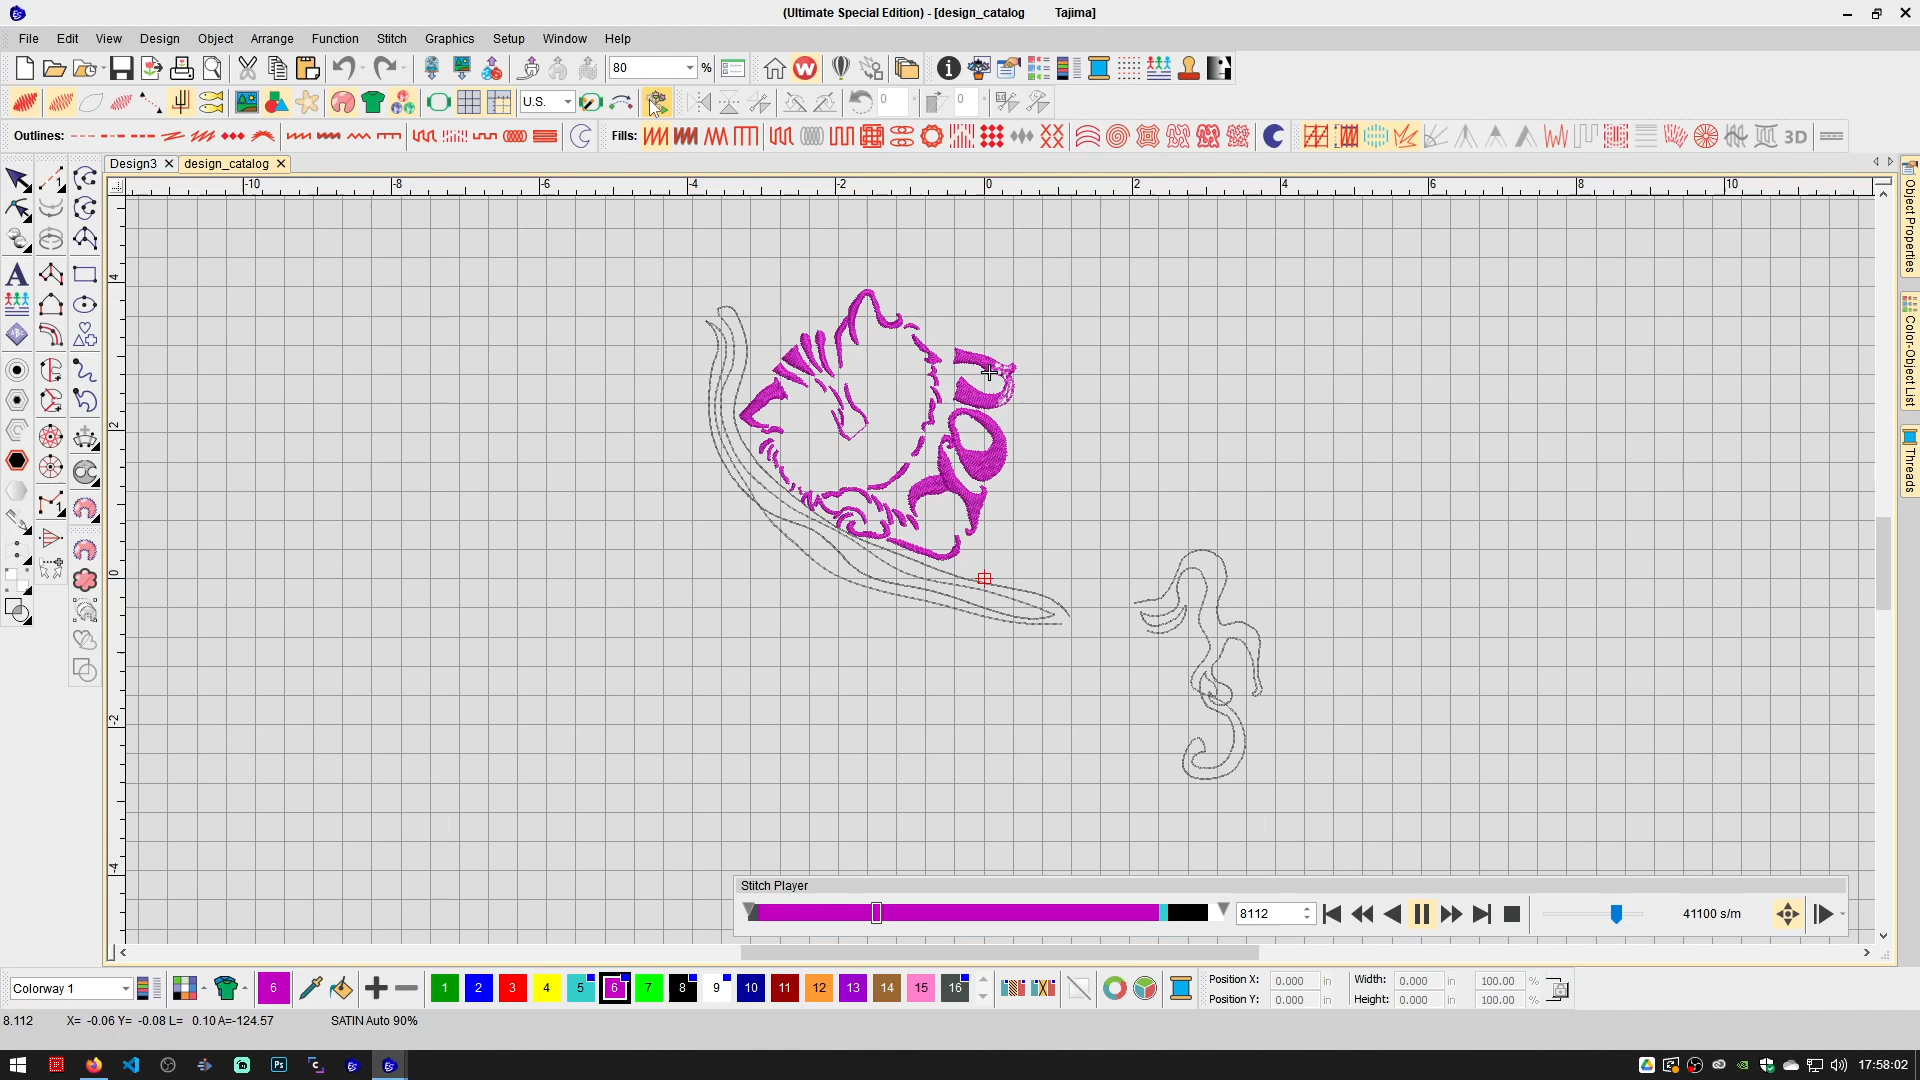 (Ultimate Special Edition) - [design_catalog Tajima]
File Edit View Design Object Arrange Function Stitch Graphics Setup Window Help
80 %
U.S. 0 0
Outlines: Fills: 3D
Design3 design_catalog
-10 -8 -6 -4 -2 0 2 4 6 8 10
4
2
0
-2
-4
Object Properties
Color-Object List
Threads
Stitch Player
8112 41100 s/m
Colorway 1 6 1 2 3 4 5 6 7 8 9 10 11 12 13 14 15 16
Position X: 0.000 in Width: 0.000 in 100.00 %
Position Y: 0.000 in Height: 0.000 in 100.00 %
8.112 X= -0.06 Y= -0.08 L= 0.10 A=-124.57 SATIN Auto 90%
17:58:02